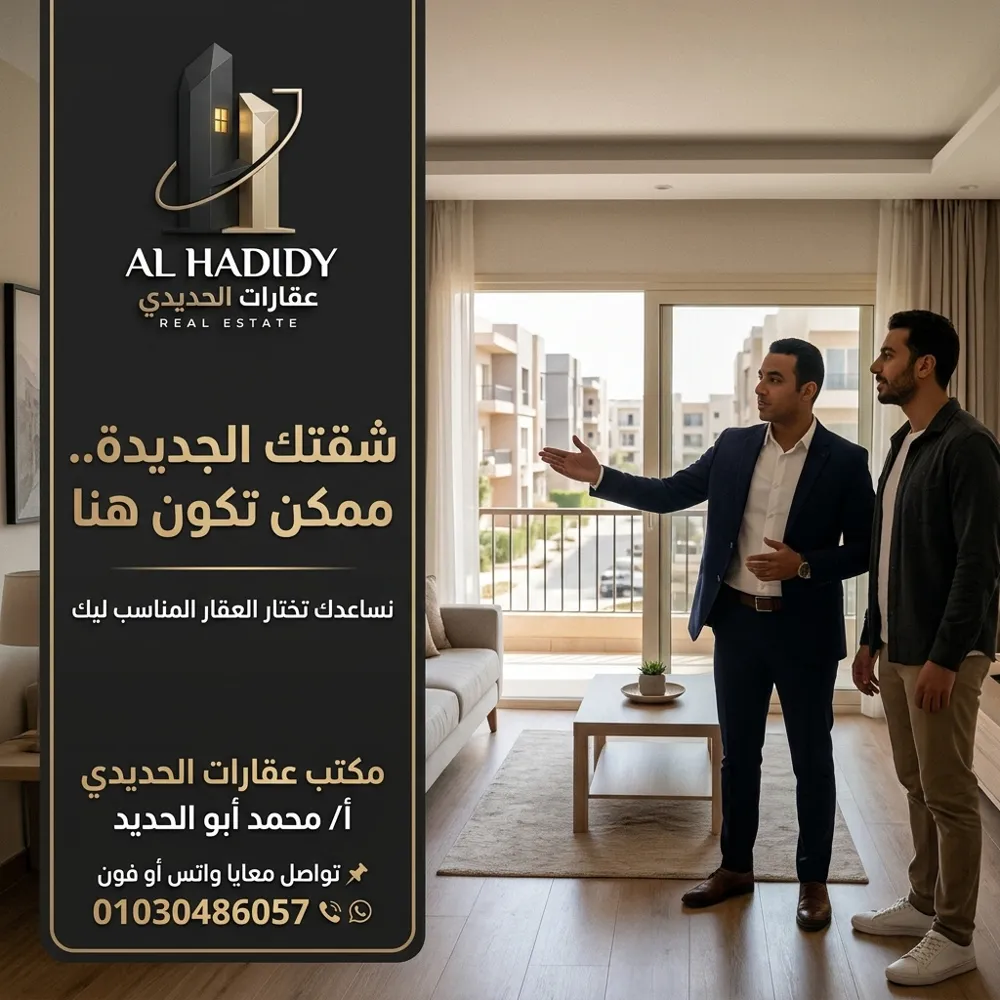 AL HADIDY
عقارات الحديدي
REAL ESTATE
شقتك الجديدة..
ممكن تكون هنا
نساعدك تختار العقار المناسب ليك
مكتب عقارات الحديدي
أ/ محمد أبو الحديد
تواصل معايا واتس أو فون
01030486057